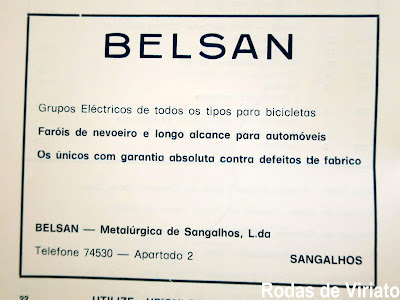 BELSAN
Grupos Eléctricos de todos os tipos para bicicletas
Faróis de nevoeiro e longo alcance para automóveis
Os únicos com garantia absoluta contra defeitos de fabrico
BELSAN — Metalúrgica de Sangalhos, L.da
Telefone 74530 — Apartado 2
SANGALHOS
22
Rodas de Viriato